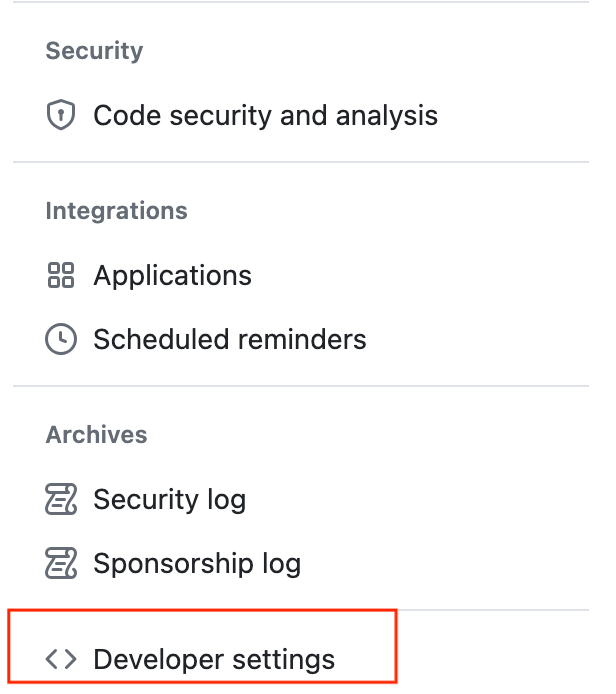 Security
Code security and analysis
Integrations
Applications
Scheduled reminders
Archives
Security log
Sponsorship log
Developer settings